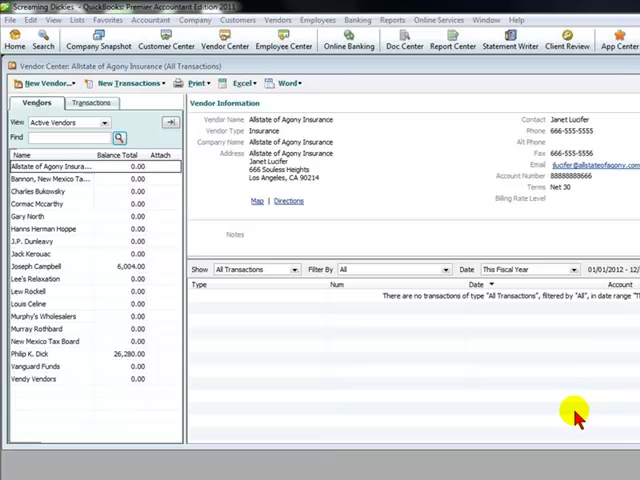 Screaming Dickies - QuickBooks: Premier Accountant Edition 2011
File Edit View Lists Favorites Accountant Company Customers Vendors Employees Banking Reports Online Services Window Help
Home Search Company Snapshot Customer Center Vendor Center Employee Center Online Banking Doc Center Report Center Statement Writer Client Review App Center
Vendor Center: Allstate of Agony Insurance (All Transactions)
New Vendor... New Transactions Print Excel Word
Vendors Transactions
Vendor Information
View Active Vendors
Find
Name Balance Total Attach
Allstate of Agony Insura... 0.00
Bannon, New Mexico Ta... 0.00
Charles Bukowsky 0.00
Cormac Mccarthy 0.00
Gary North 0.00
Hanns Herman Hoppe 0.00
J.P. Dunleavy 0.00
Jack Kerouac 0.00
Joseph Campbell 6,004.00
Lee's Relaxation 0.00
Lew Rockell 0.00
Louis Celine 0.00
Murphy's Wholesalers 0.00
Murray Rothbard 0.00
New Mexico Tax Board 0.00
Philip K. Dick 26,280.00
Vanguard Funds 0.00
Vendy Vendors 0.00
Vendor Name Allstate of Agony Insurance
Vendor Type Insurance
Company Name Allstate of Agony Insurance
Address Allstate of Agony Insurance
Janet Lucifer
666 Souless Heights
Los Angeles, CA 90214
Map | Directions
Notes
Contact Janet Lucifer
Phone 666-555-5555
Alt Phone
Fax 666-555-5556
Email jlucifer@allstateofagony.com
Account Number 88888888666
Terms Net 30
Billing Rate Level
Show All Transactions Filter By All Date This Fiscal Year 01/01/2012 - 12/
Type Num Date Account
There are no transactions of type "All Transactions", filtered by "All", in date range "T